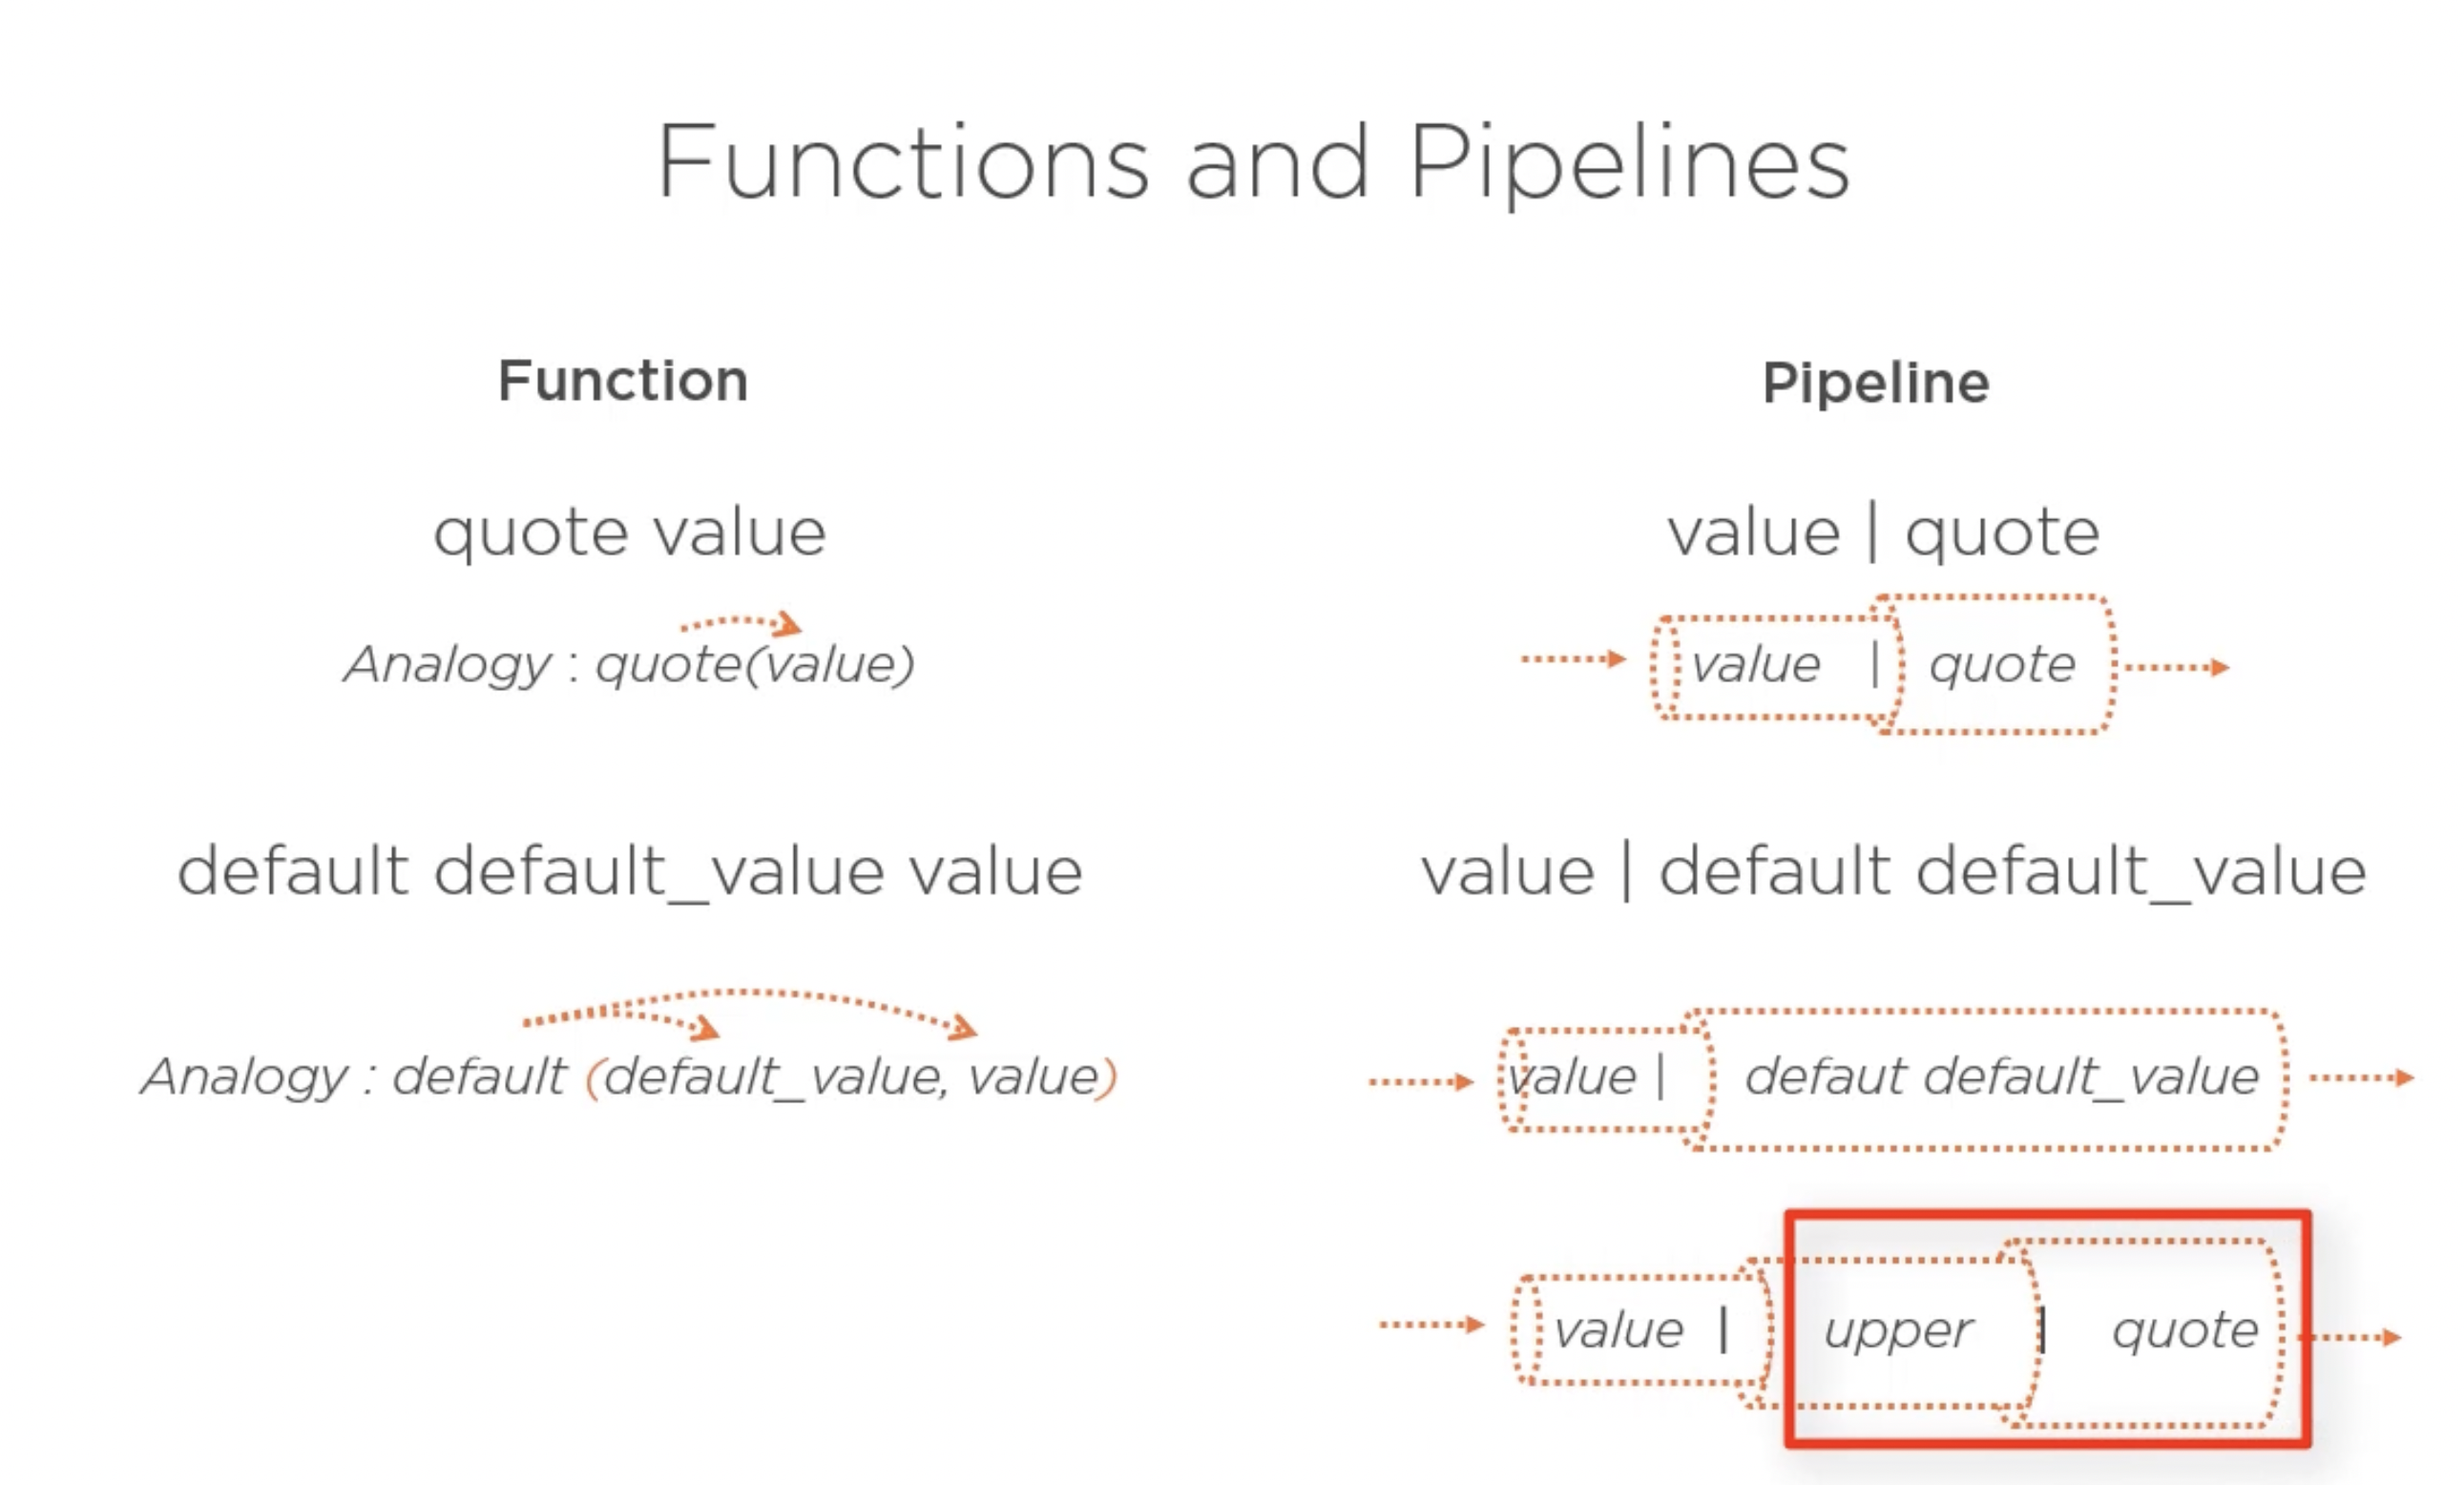 Functions and Pipelines
Function
quote value
Analogy : quote(value)
default default_value value
Analogy : default (default_value, value)
Pipeline
value | quote
value | quote
value | default default_value
value | defaut default_value
value | upper | quote